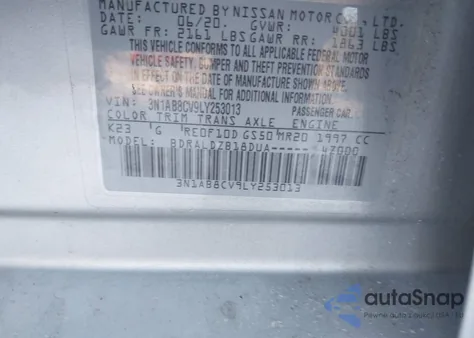 MANUFACTURED BY NISSAN MOTOR CO., LTD.
DATE: 06/20. GVWR: 4001 LBS
GAWR FR: 2161 LBS GAWR RR: 1863 LBS
THIS VEHICLE CONFORMS TO ALL APPLICABLE FEDERAL MOTOR
VEHICLE SAFETY, BUMPER AND THEFT PREVENTION
STANDARDS IN EFFECT ON THE
DATE OF MANUFACTURE SHOWN ABOVE. SEE
OWNER'S MANUAL FOR ADDITIONAL INFORMATION.
VIN: 3N1AB8CV9LY253013 PASSENGER CAR
COLOR TRIM TRANS AXLE ENGINE
K23 G RE0F10D GS50 MR20 1997 CC
MODEL: BDRALDZB18DUA-----
3N1AB8CV9LY253013
autoSnap